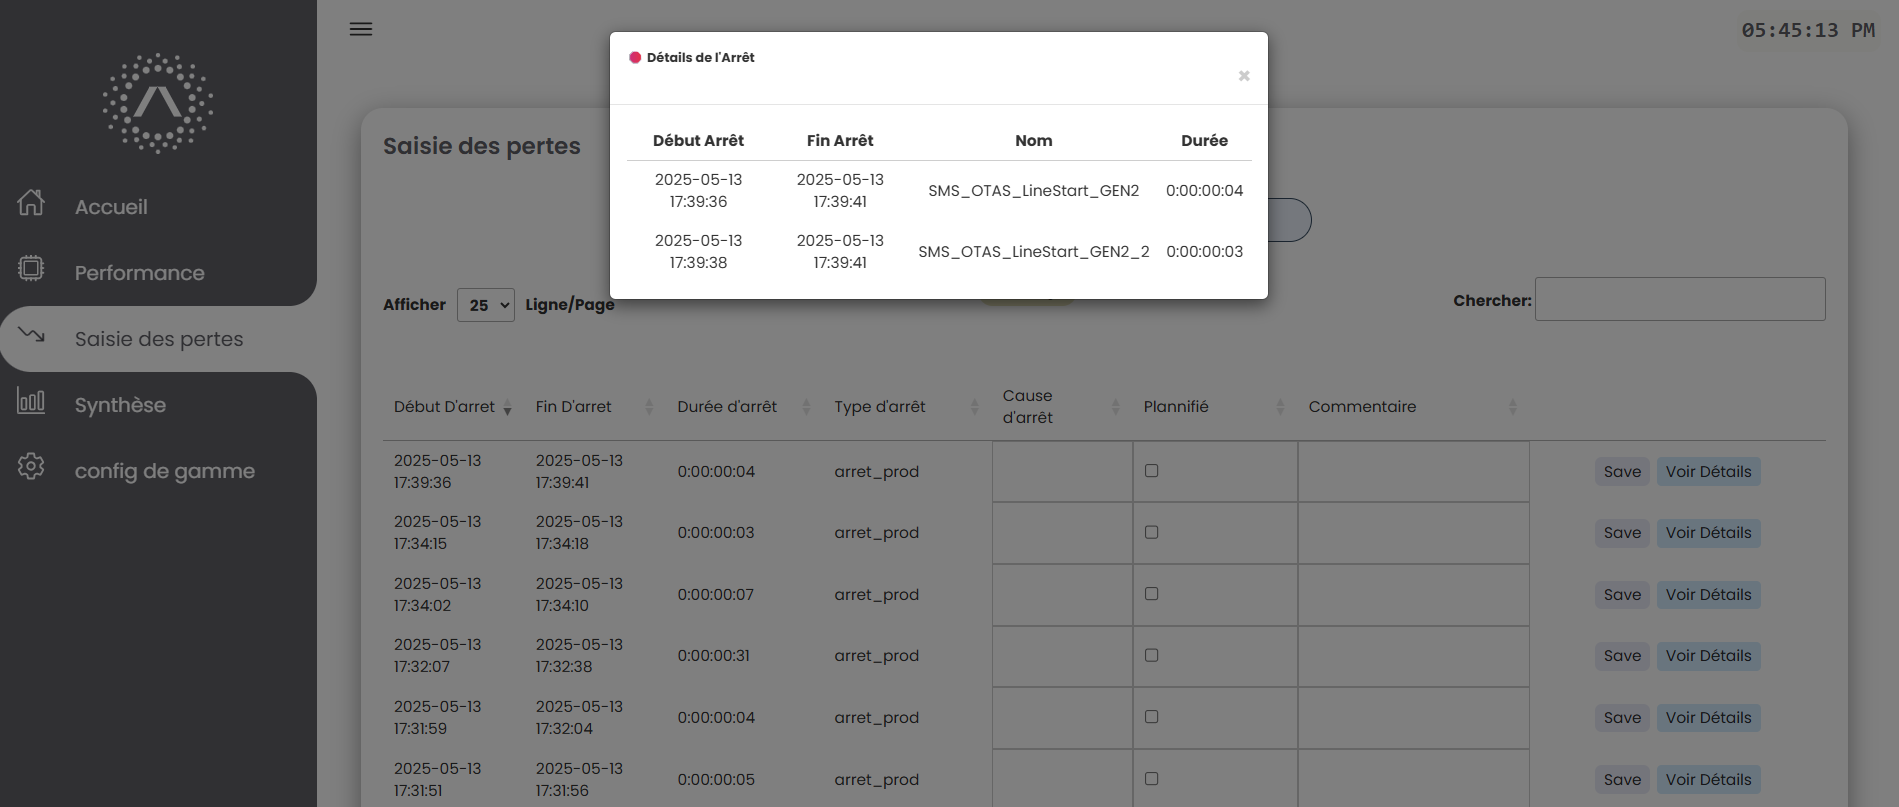 05:45:13 PM
Détails de l'Arrêt
×
Début Arrêt Fin Arrêt Nom Durée
2025-05-13 17:39:36 2025-05-13 17:39:41 SMS_OTAS_LineStart_GEN2 0:00:00:04
2025-05-13 17:39:38 2025-05-13 17:39:41 SMS_OTAS_LineStart_GEN2_2 0:00:00:03
Accueil
Performance
Saisie des pertes
Synthèse
config de gamme
Saisie des pertes
Afficher 25 Ligne/Page
Chercher:
Début D'arret Fin D'arret Durée d'arrêt Type d'arrêt Cause d'arrêt Plannifié Commentaire
2025-05-13 17:39:36 2025-05-13 17:39:41 0:00:00:04 arret_prod Save Voir Détails
2025-05-13 17:34:15 2025-05-13 17:34:18 0:00:00:03 arret_prod Save Voir Détails
2025-05-13 17:34:02 2025-05-13 17:34:10 0:00:00:07 arret_prod Save Voir Détails
2025-05-13 17:32:07 2025-05-13 17:32:38 0:00:00:31 arret_prod Save Voir Détails
2025-05-13 17:31:59 2025-05-13 17:32:04 0:00:00:04 arret_prod Save Voir Détails
2025-05-13 17:31:51 2025-05-13 17:31:56 0:00:00:05 arret_prod Save Voir Détails